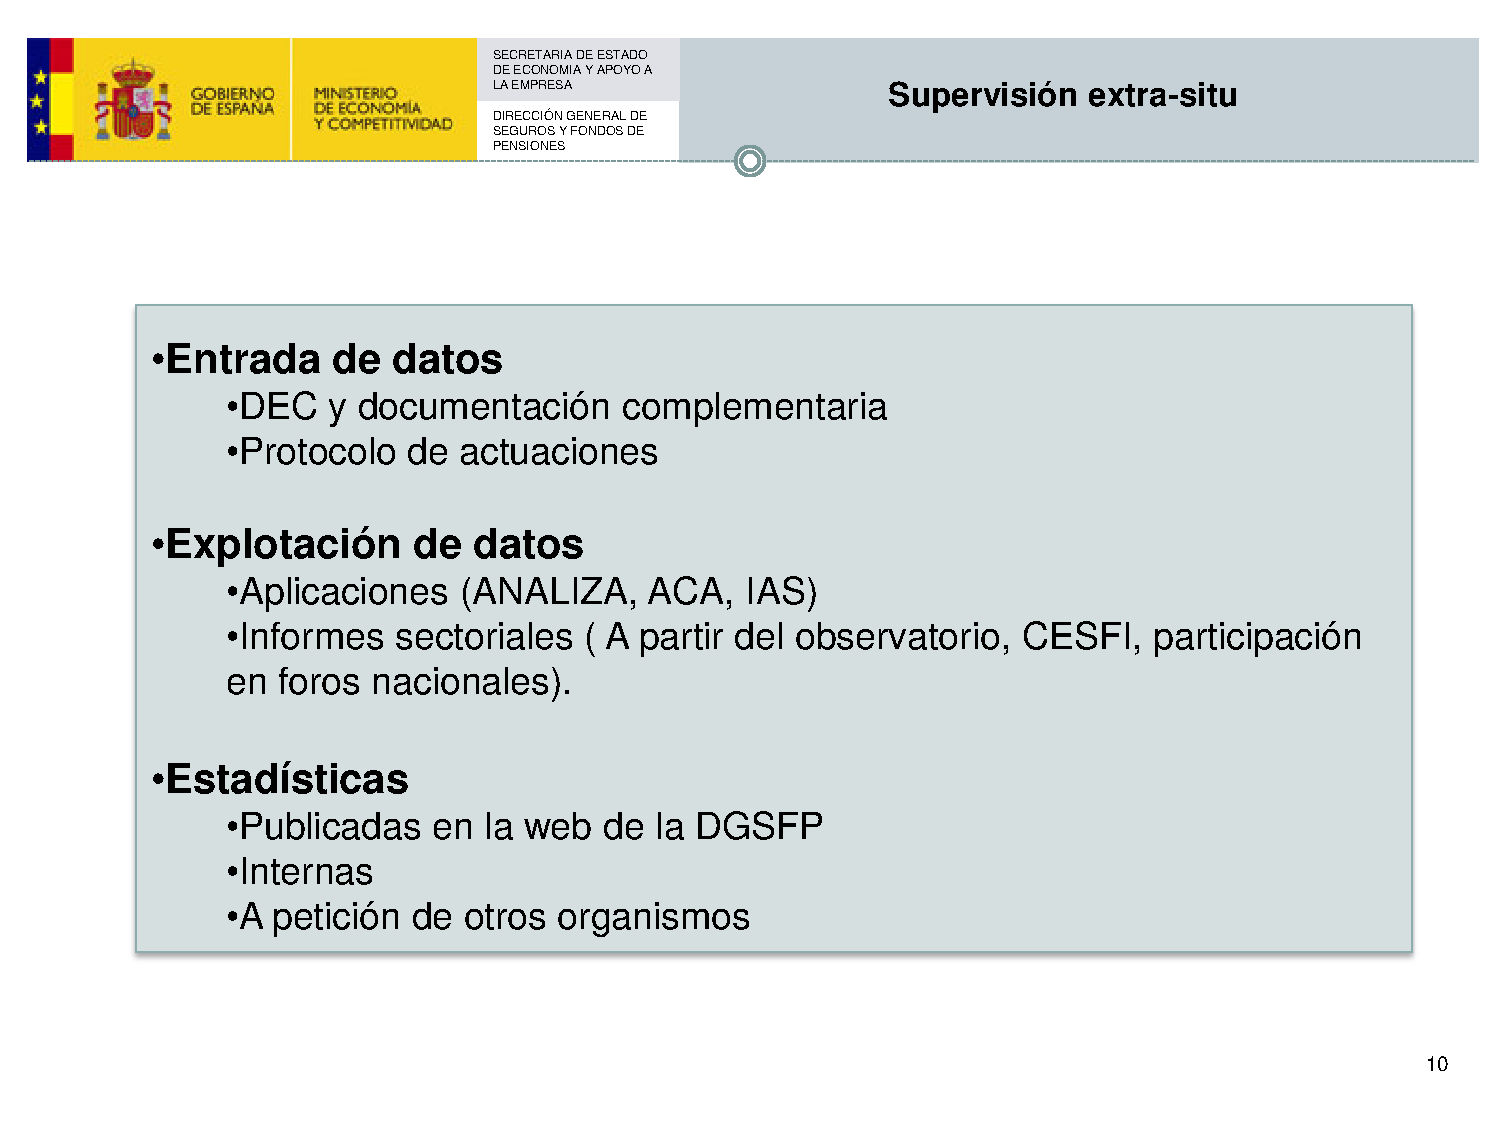 GOBIERNO
DE ESPAÑA
MINISTERIO
DE ECONOMÍA
Y COMPETITIVIDAD
SECRETARIA DE ESTADO
DE ECONOMIA Y APOYO A
LA EMPRESA
DIRECCIÓN GENERAL DE
SEGUROS Y FONDOS DE
PENSIONES
Supervisión extra-situ
•Entrada de datos
•DEC y documentación complementaria
•Protocolo de actuaciones
•Explotación de datos
•Aplicaciones (ANALIZA, ACA, IAS)
•Informes sectoriales ( A partir del observatorio, CESFI, participación
en foros nacionales).
•Estadísticas
•Publicadas en la web de la DGSFP
•Internas
•A petición de otros organismos
10